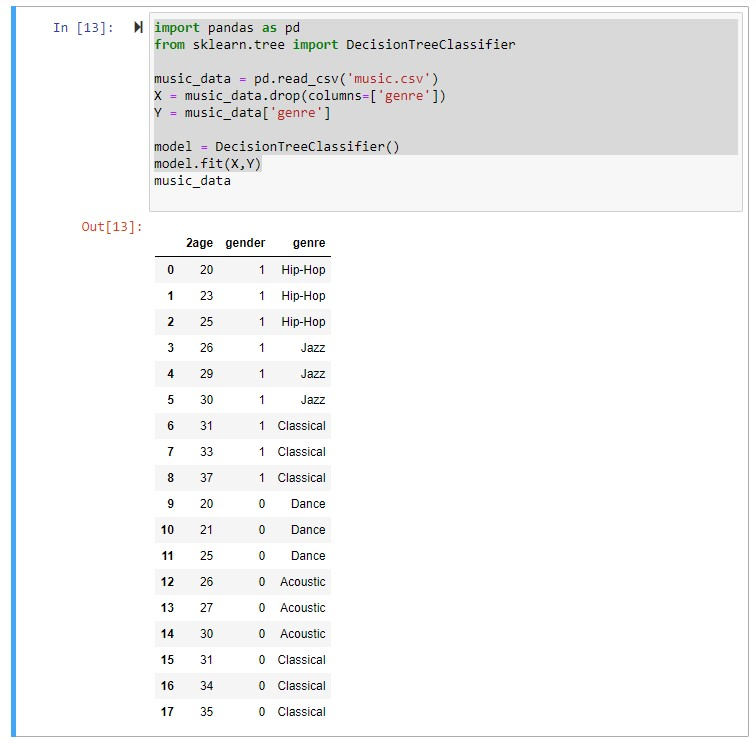 In [13]:
import pandas as pd
from sklearn.tree import DecisionTreeClassifier
music_data = pd.read_csv('music.csv')
X = music_data.drop(columns=['genre'])
Y = music_data['genre']
model = DecisionTreeClassifier()
model.fit(X,Y)
music_data
Out[13]:
2age gender genre
0 20 1 Hip-Hop
1 23 1 Hip-Hop
2 25 1 Hip-Hop
3 26 1 Jazz
4 29 1 Jazz
5 30 1 Jazz
6 31 1 Classical
7 33 1 Classical
8 37 1 Classical
9 20 0 Dance
10 21 0 Dance
11 25 0 Dance
12 26 0 Acoustic
13 27 0 Acoustic
14 30 0 Acoustic
15 31 0 Classical
16 34 0 Classical
17 35 0 Classical